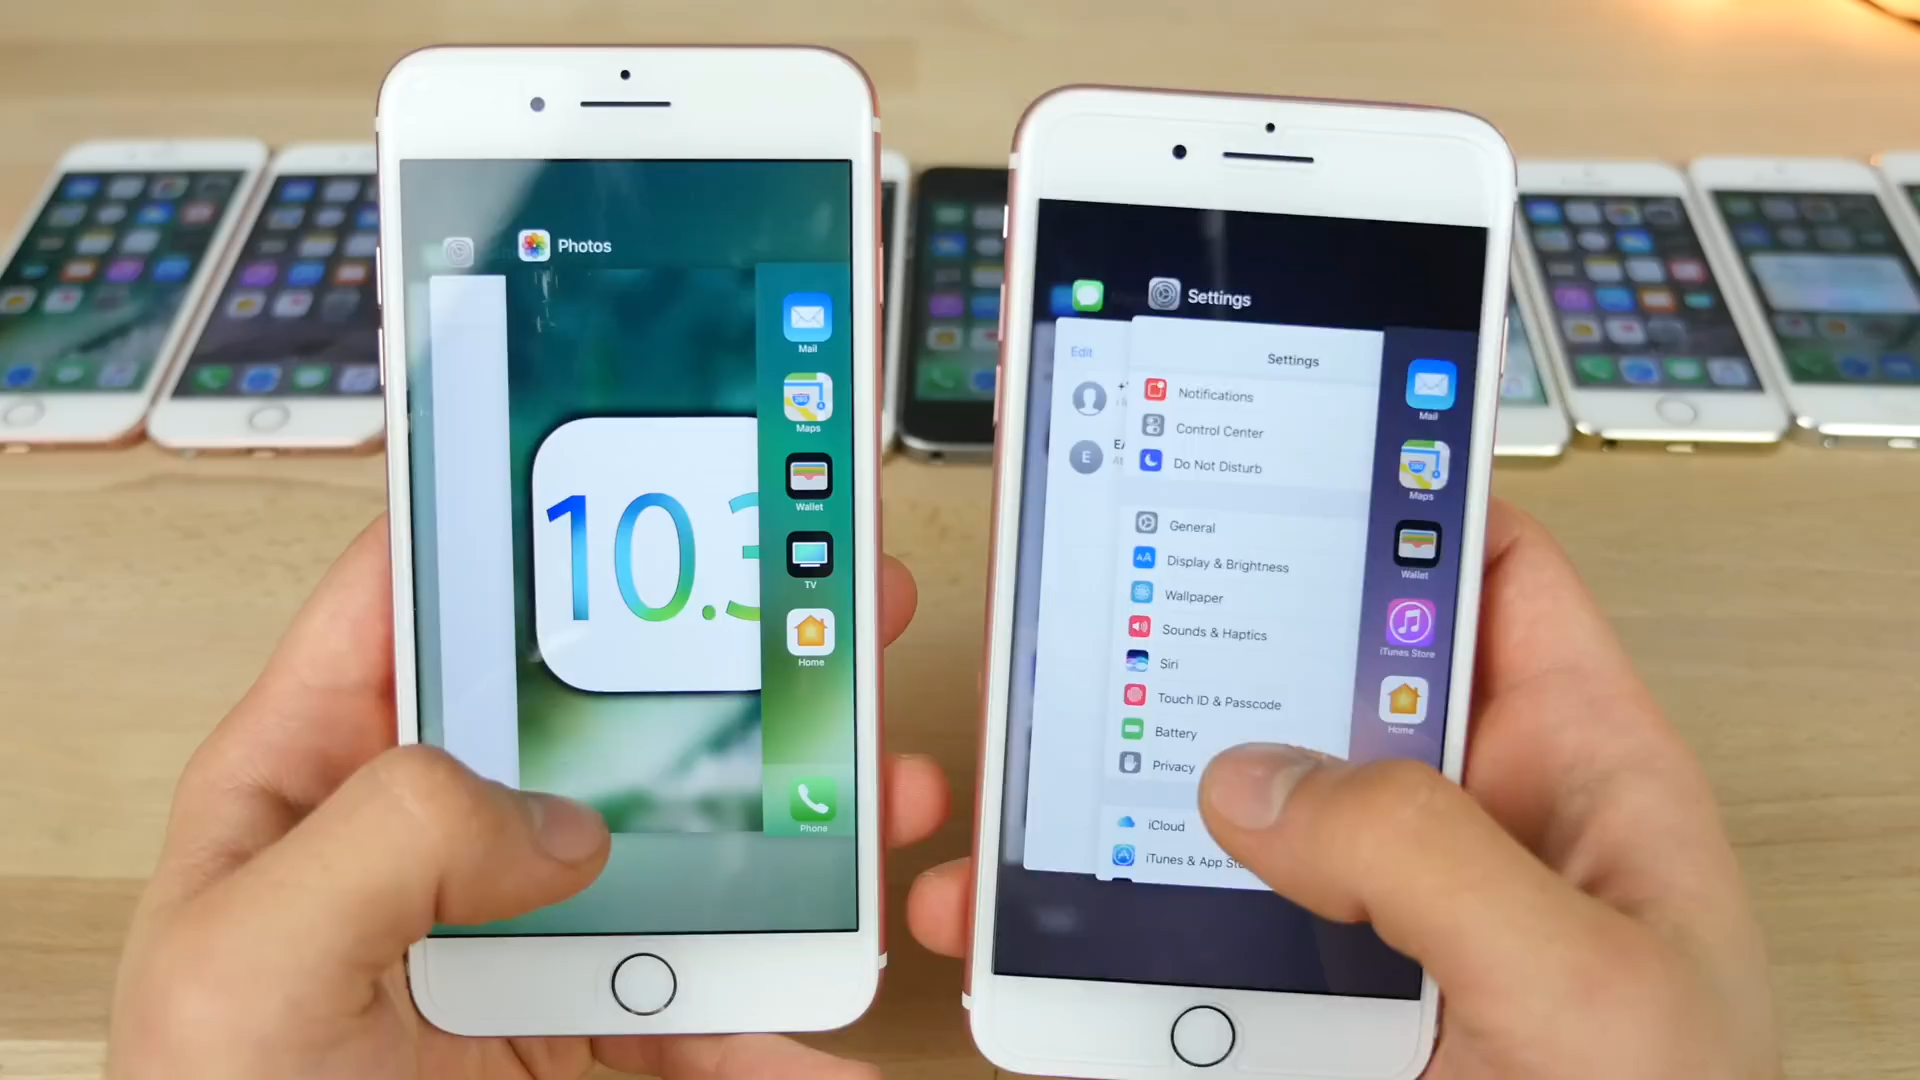 Photos
Mail
Maps
Wallet
TV
Home
Phone
10.3
Settings
Edit
E
Settings
Notifications
Control Center
Do Not Disturb
General
Display & Brightness
Wallpaper
Sounds & Haptics
Siri
Touch ID & Passcode
Battery
Privacy
iCloud
iTunes & App
Mail
Maps
Wallet
iTunes Store
Home